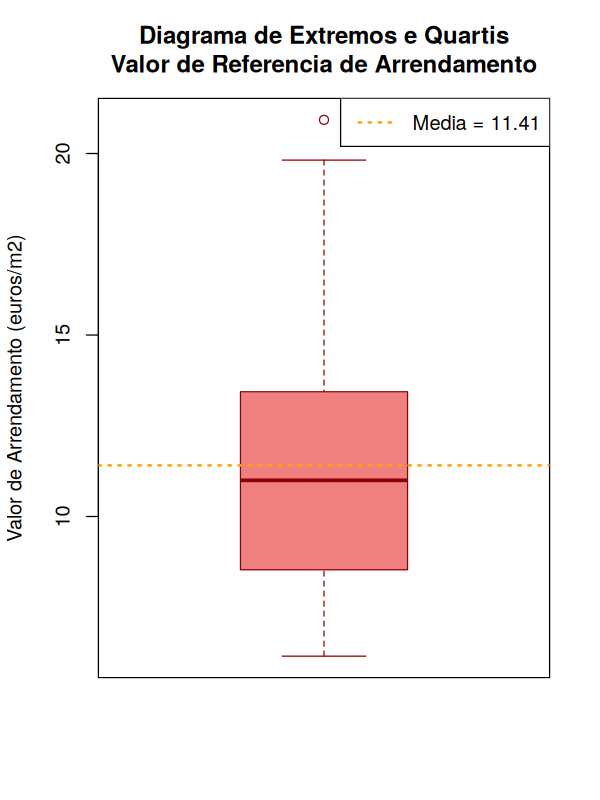 Diagrama de Extremos e Quartis
Valor de Referencia de Arrendamento
Media = 11.41
Valor de Arrendamento (euros/m2)
20
15
10